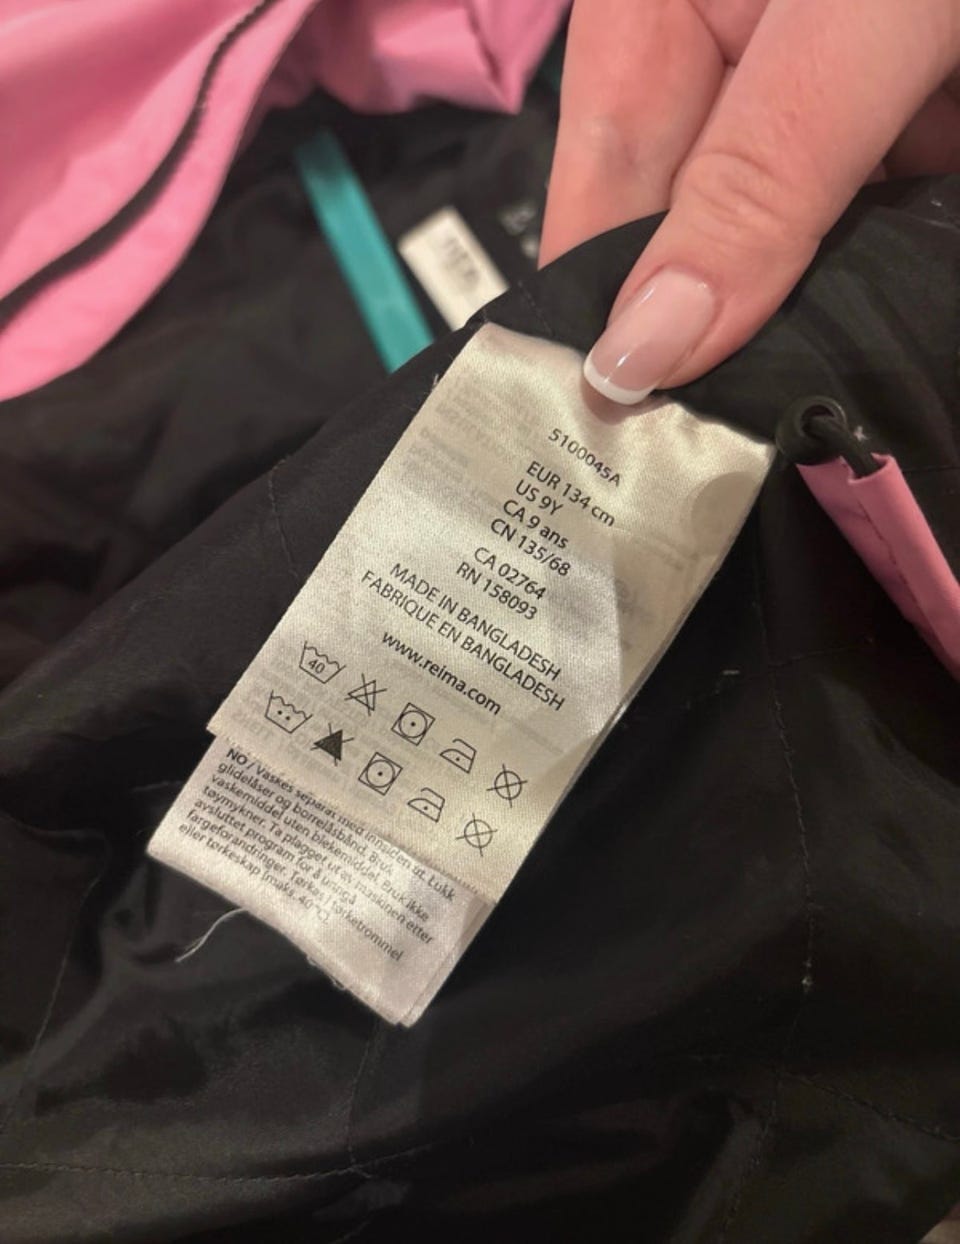 5100045A
EUR 134 cm
US 9Y
CA 9 ans
CN 135/68
CA 02764
RN 158093
MADE IN BANGLADESH
FABRIQUE EN BANGLADESH
www.reima.com
40
NO / Vaskes separat med innsiden ut. Lukk
glidelåser og borrelåsbånd. Bruk
vaskemiddel uten blekemiddel. Bruk ikke
tøymykner. Ta plagget ut av maskinen etter
avsluttet program for å unngå
fargeforandringer. Tørkes i tørketrommel
eller tørkeskap (maks. 40°C).